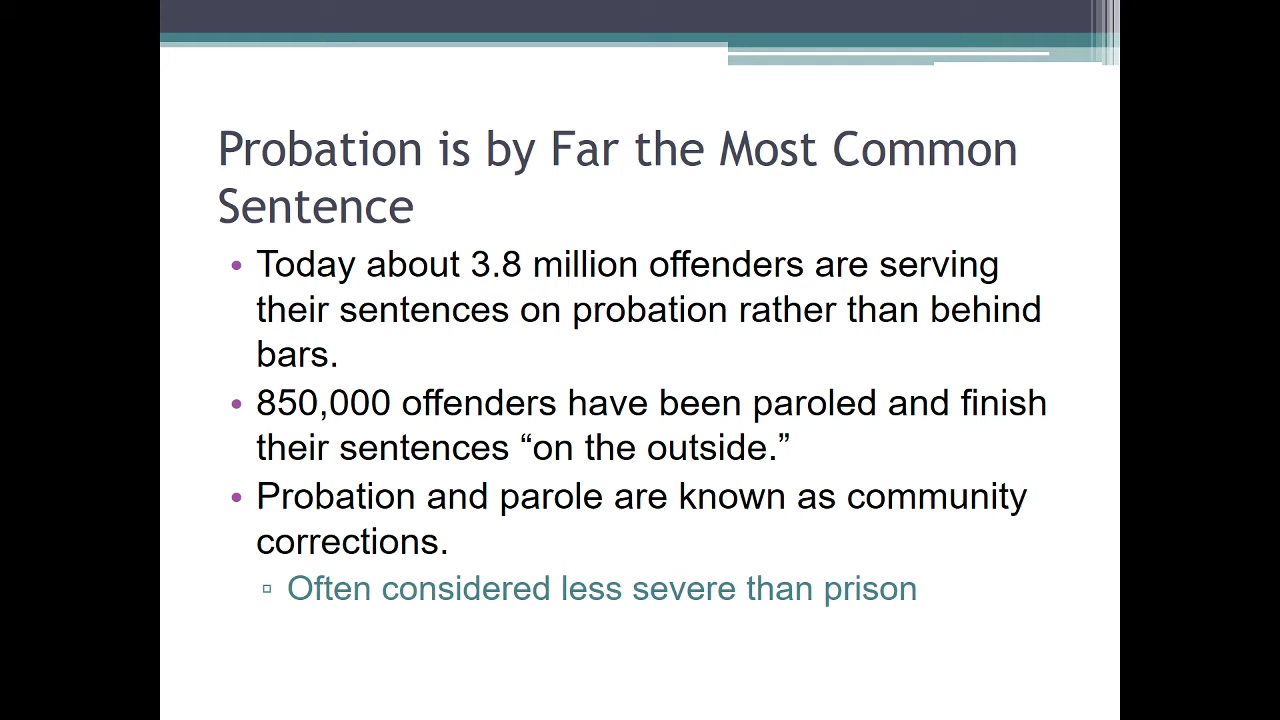 Probation is by Far the Most Common
Sentence
• Today about 3.8 million offenders are serving
their sentences on probation rather than behind
bars.
• 850,000 offenders have been paroled and finish
their sentences “on the outside.”
• Probation and parole are known as community
corrections.
▫ Often considered less severe than prison